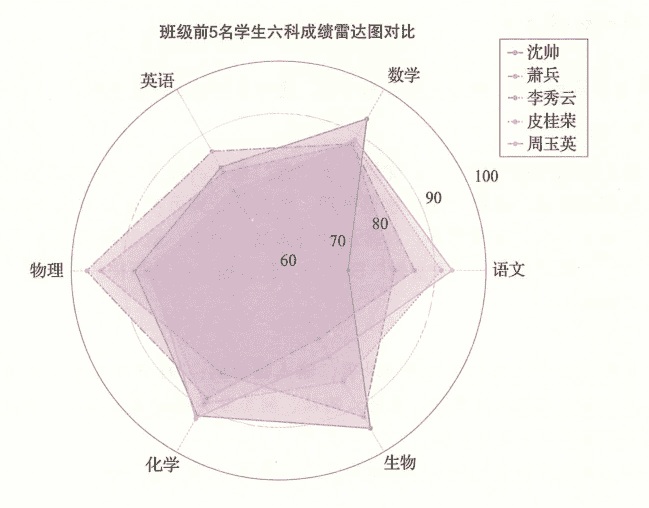 班级前5名学生六科成绩雷达图对比
沈帅
萧兵
李秀云
皮桂荣
周玉英
英语
数学
100
90
80
70
60
物理
语文
化学
生物